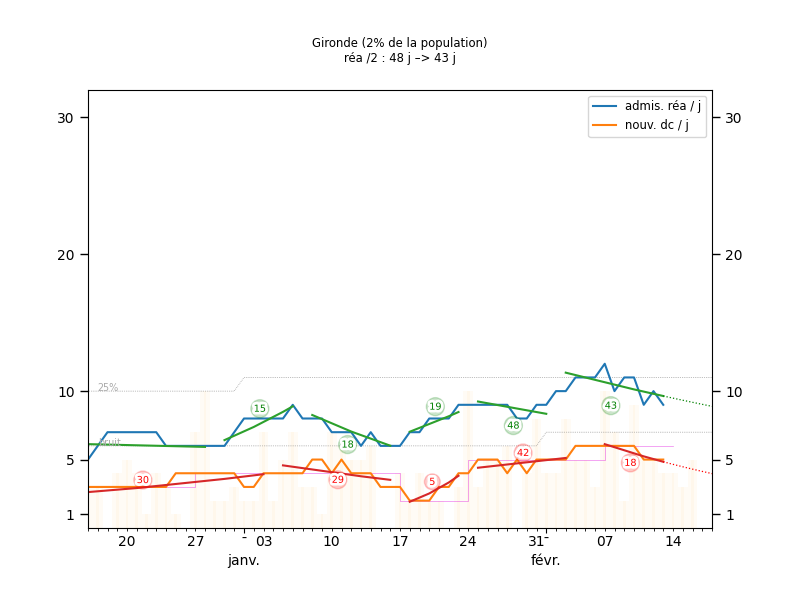 Gironde (2% de la population)
réa /2 : 48 j –> 43 j
admis. réa / j
nouv. dc / j
30 30
20 20
25%
10 10
bruit
5 5
1 1
15
18
19
48
43
30
29
5
42
18
20 27 03 10 17 24 31 07 14
janv. févr.